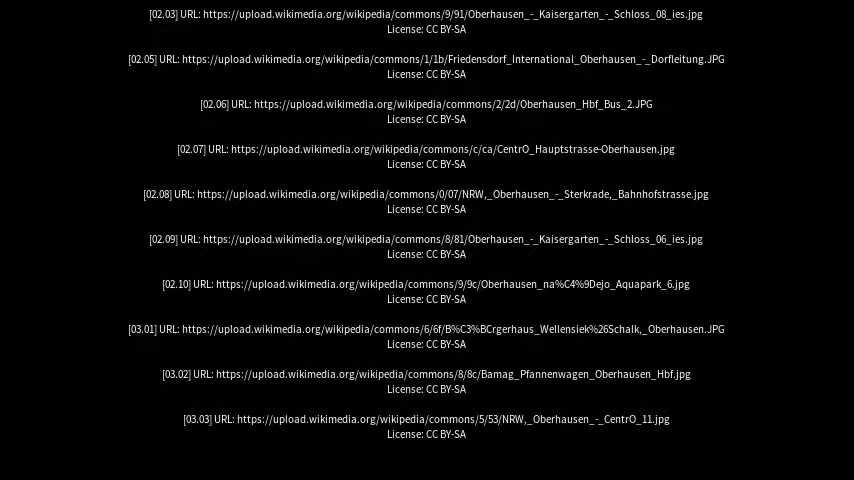 [02.03] URL: https://upload.wikimedia.org/wikipedia/commons/9/91/Oberhausen_-_Kaisergarten_-_Schloss_08_ies.jpg
License: CC BY-SA
[02.05] URL: https://upload.wikimedia.org/wikipedia/commons/1/1b/Friedensdorf_International_Oberhausen_-_Dorfleitung.JPG
License: CC BY-SA
[02.06] URL: https://upload.wikimedia.org/wikipedia/commons/2/2d/Oberhausen_Hbf_Bus_2.JPG
License: CC BY-SA
[02.07] URL: https://upload.wikimedia.org/wikipedia/commons/c/ca/CentrO_Hauptstrasse-Oberhausen.jpg
License: CC BY-SA
[02.08] URL: https://upload.wikimedia.org/wikipedia/commons/0/07/NRW,_Oberhausen_-_Sterkrade,_Bahnhofstrasse.jpg
License: CC BY-SA
[02.09] URL: https://upload.wikimedia.org/wikipedia/commons/8/81/Oberhausen_-_Kaisergarten_-_Schloss_06_ies.jpg
License: CC BY-SA
[02.10] URL: https://upload.wikimedia.org/wikipedia/commons/9/9c/Oberhausen_na%C4%9Dejo_Aquapark_6.jpg
License: CC BY-SA
[03.01] URL: https://upload.wikimedia.org/wikipedia/commons/6/6f/B%C3%BCrgerhaus_Wellensiek%26Schalk,_Oberhausen.JPG
License: CC BY-SA
[03.02] URL: https://upload.wikimedia.org/wikipedia/commons/8/8c/Bamag_Pfannenwagen_Oberhausen_Hbf.jpg
License: CC BY-SA
[03.03] URL: https://upload.wikimedia.org/wikipedia/commons/5/53/NRW,_Oberhausen_-_CentrO_11.jpg
License: CC BY-SA